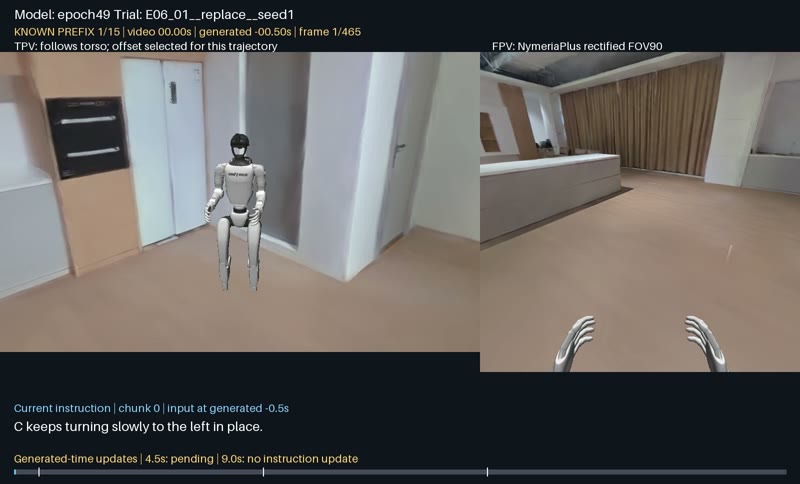 Model: epoch49 Trial: E06_01__replace__seed1
KNOWN PREFIX 1/15 | video 00.00s | generated -00.50s | frame 1/465
TPV: follows torso; offset selected for this trajectory
FPV: NymeriaPlus rectified FOV90
Current instruction | chunk 0 | input at generated -0.5s
C keeps turning slowly to the left in place.
Generated-time updates | 4.5s: pending | 9.0s: no instruction update